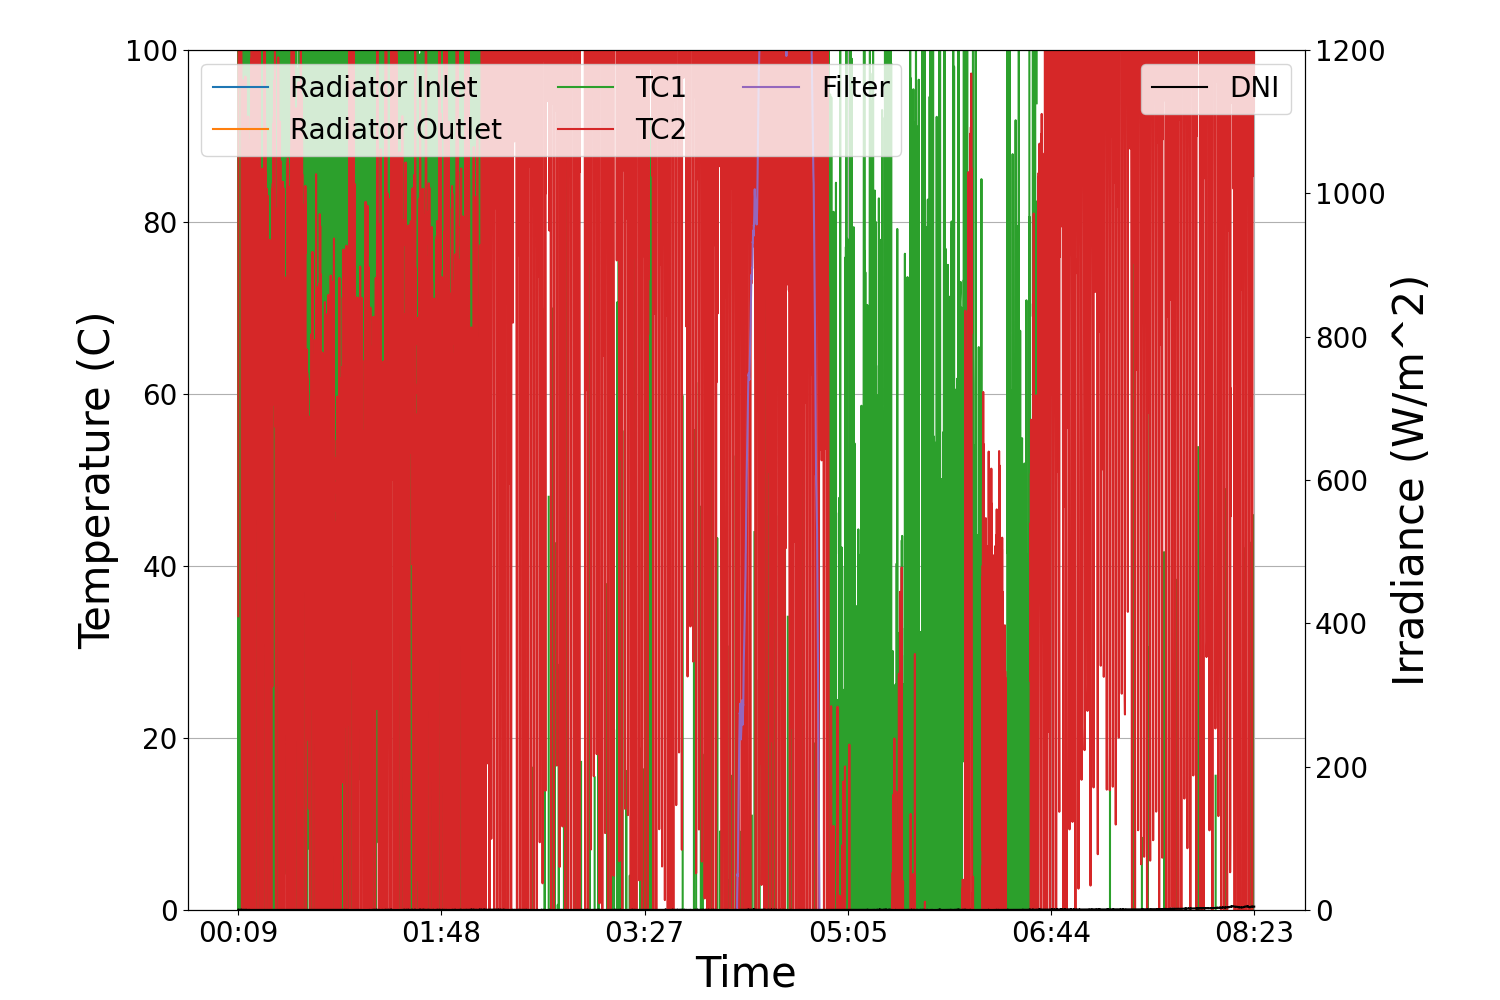 100
80
60
40
20
0
Temperature (C)
Radiator Inlet
Radiator Outlet
TC1
TC2
Filter
DNI
1200
1000
800
600
400
200
0
Irradiance (W/m^2)
00:09 01:48 03:27 05:05 06:44 08:23
Time